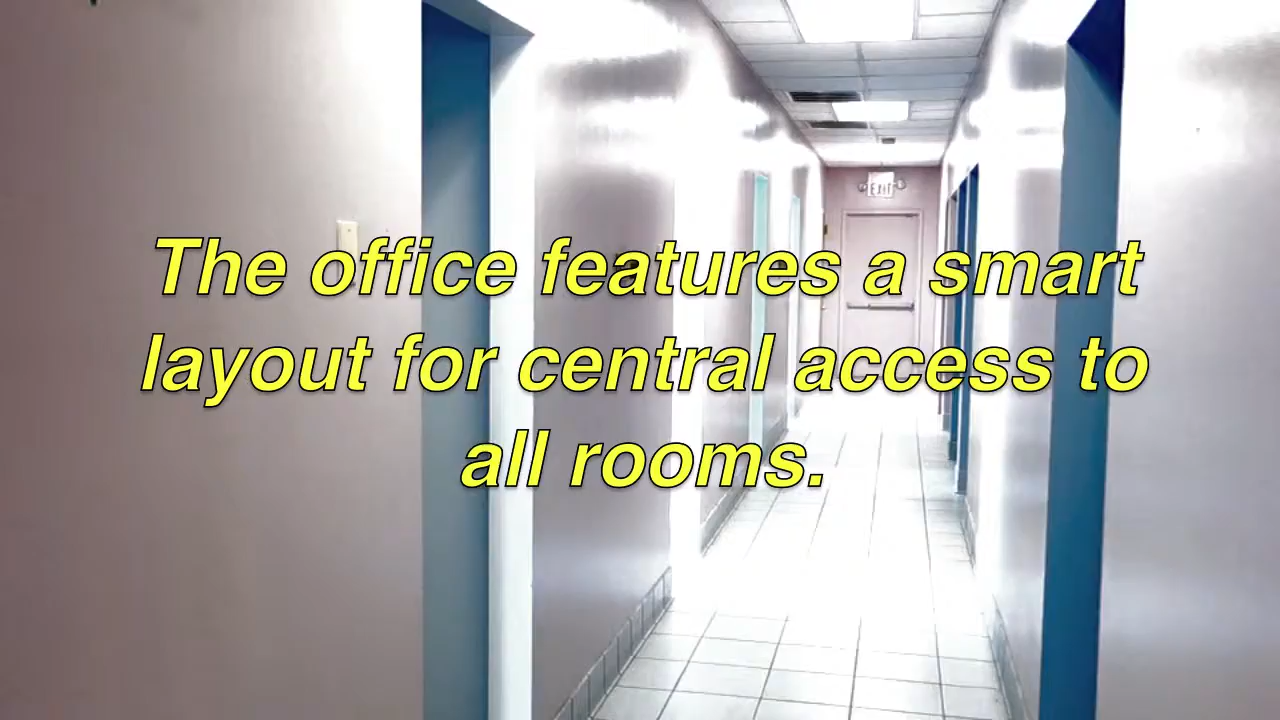 EXIT
The office features a smart
layout for central access to
all rooms.